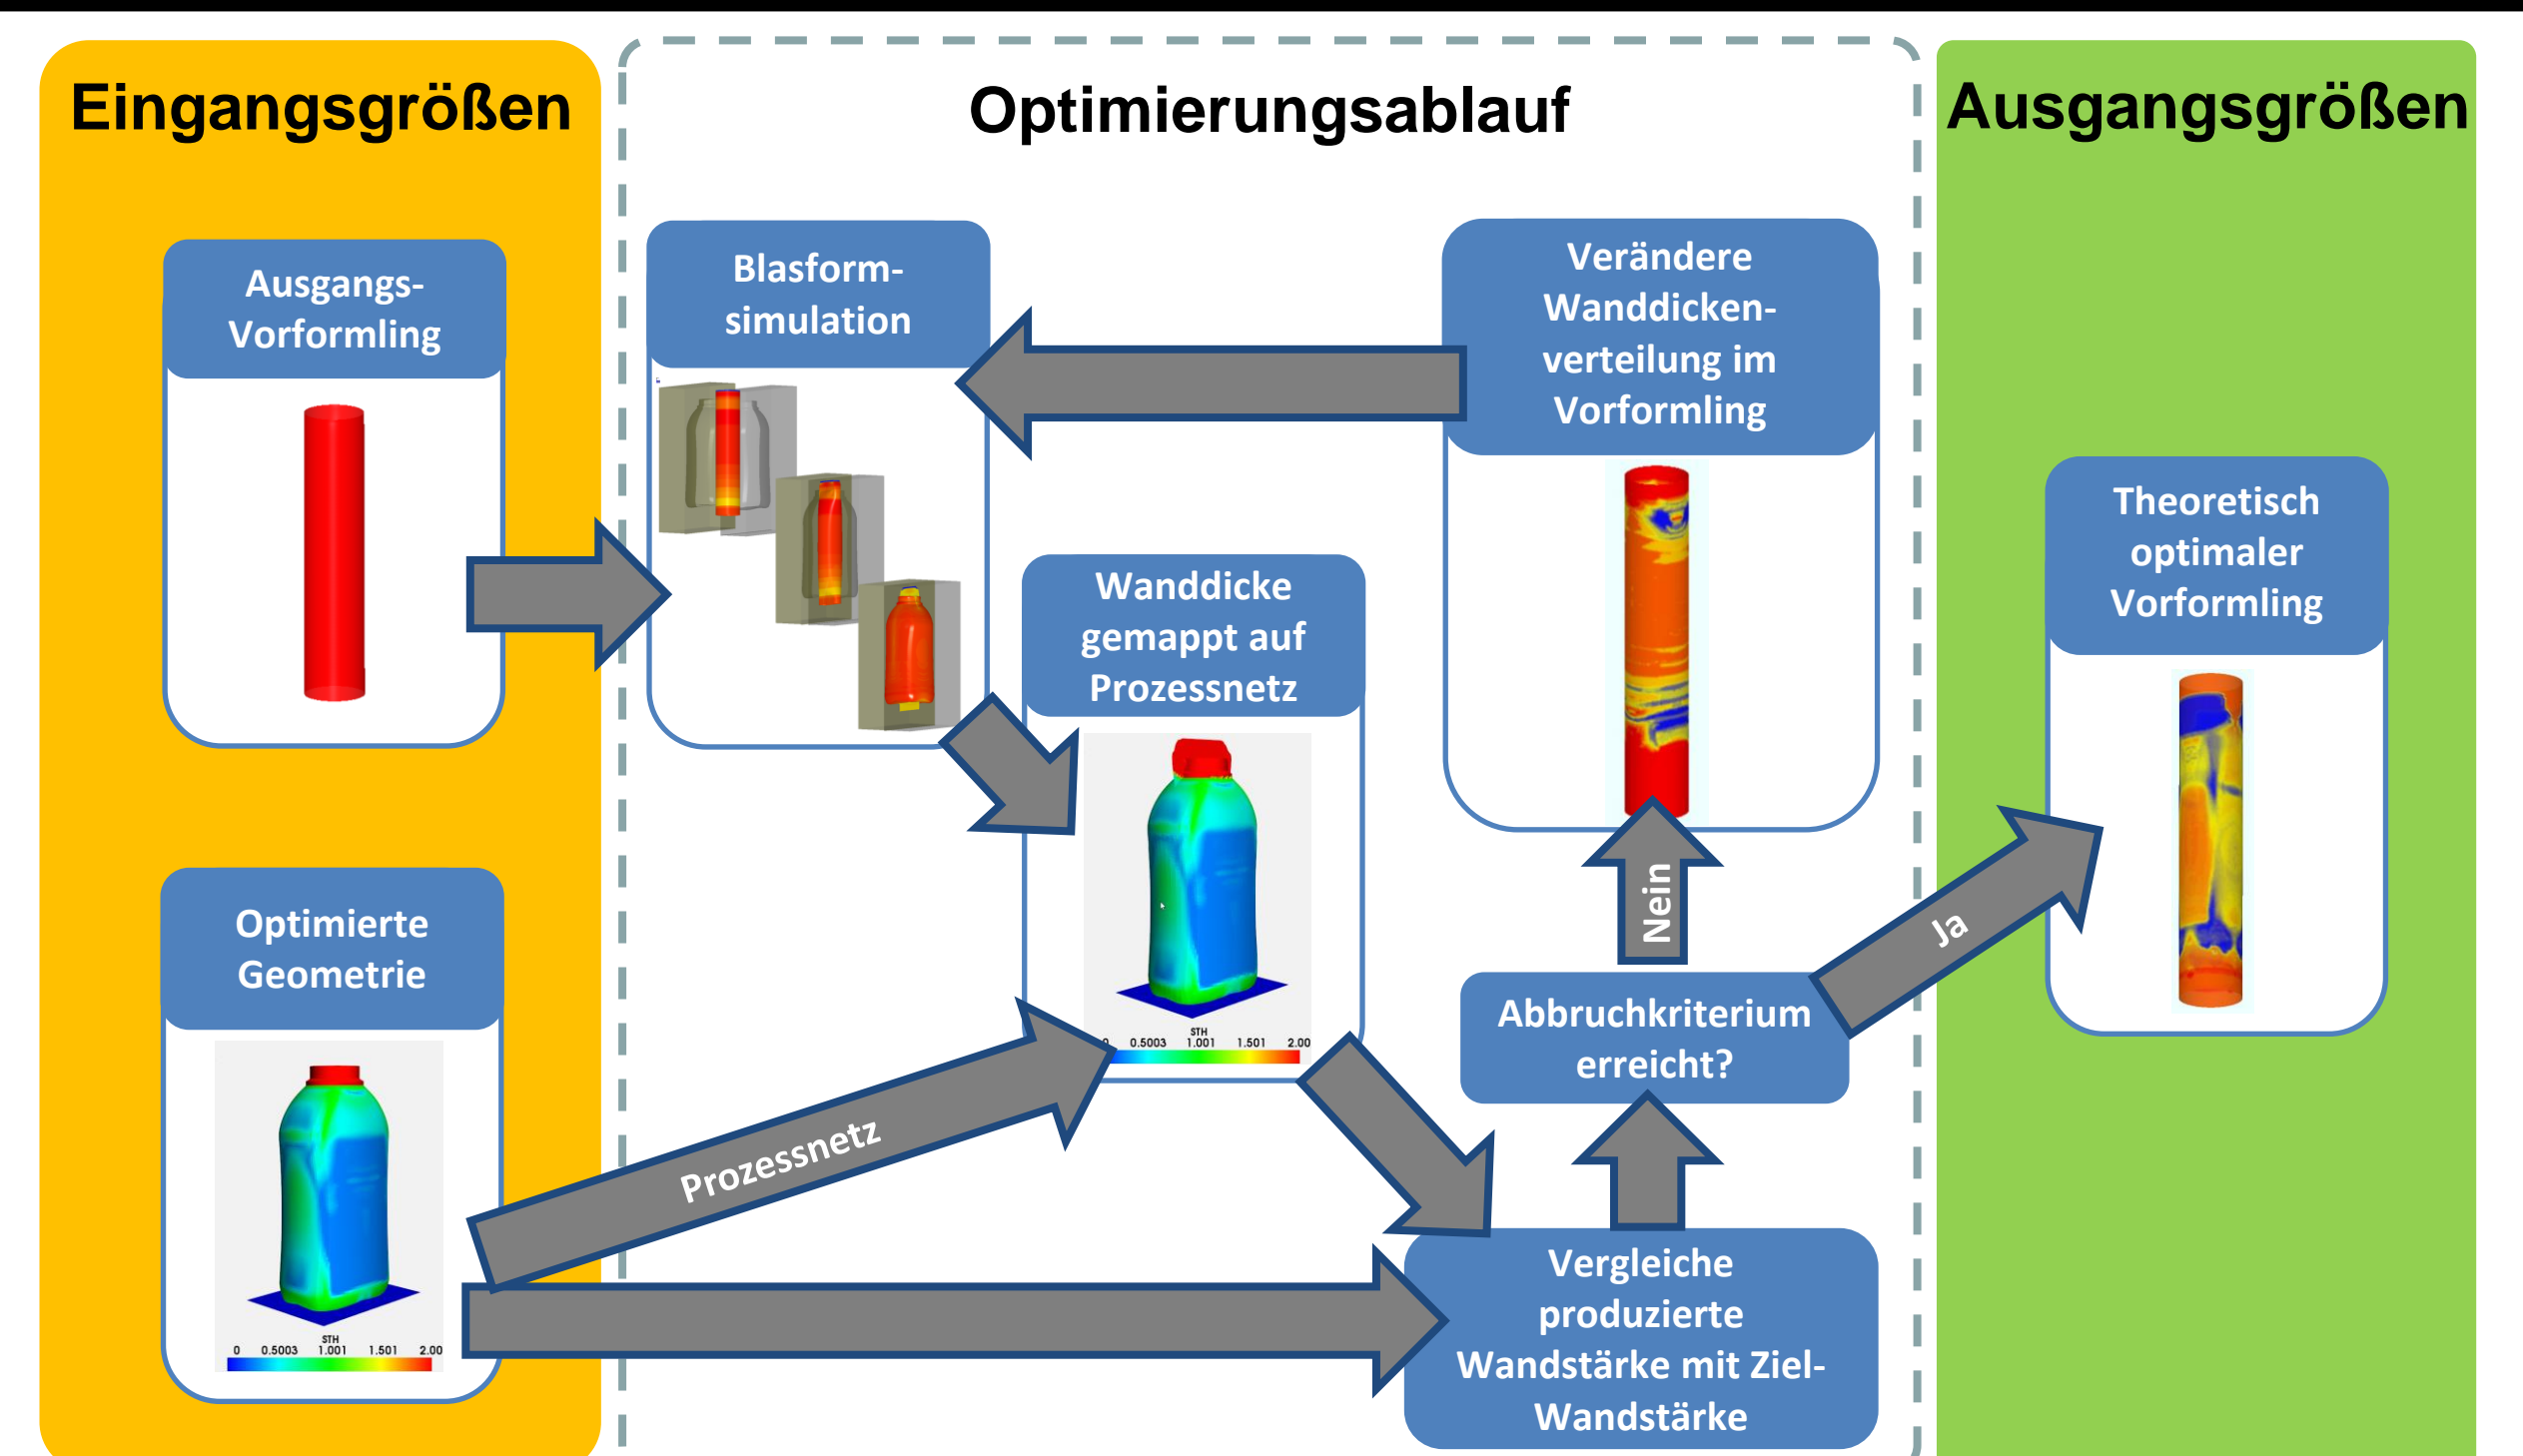 Eingangsgrößen
Ausgangs-
Vorformling
Optimierte
Geometrie
STH
0 0.5003 1.001 1.501 2.00
Optimierungsablauf
Blasform-
simulation
Wanddicke
gemappt auf
Prozessnetz
STH
0.5003 1.001 1.501 2.00
Prozessnetz
Verändere
Wanddicken-
verteilung im
Vorformling
Nein
Abbruchkriterium
erreicht?
Ja
Vergleiche
produzierte
Wandstärke mit Ziel-
Wandstärke
Ausgangsgrößen
Theoretisch
optimaler
Vorformling